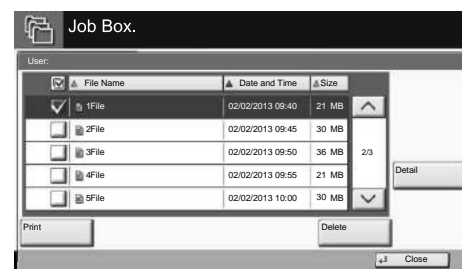 Job Box.
User:
File Name Date and Time Size
1File 02/02/2013 09:40 21 MB
2File 02/02/2013 09:45 30 MB
3File 02/02/2013 09:50 36 MB 2/3
4File 02/02/2013 09:55 21 MB
Detail
5File 02/02/2013 10:00 30 MB
Print Delete
Close